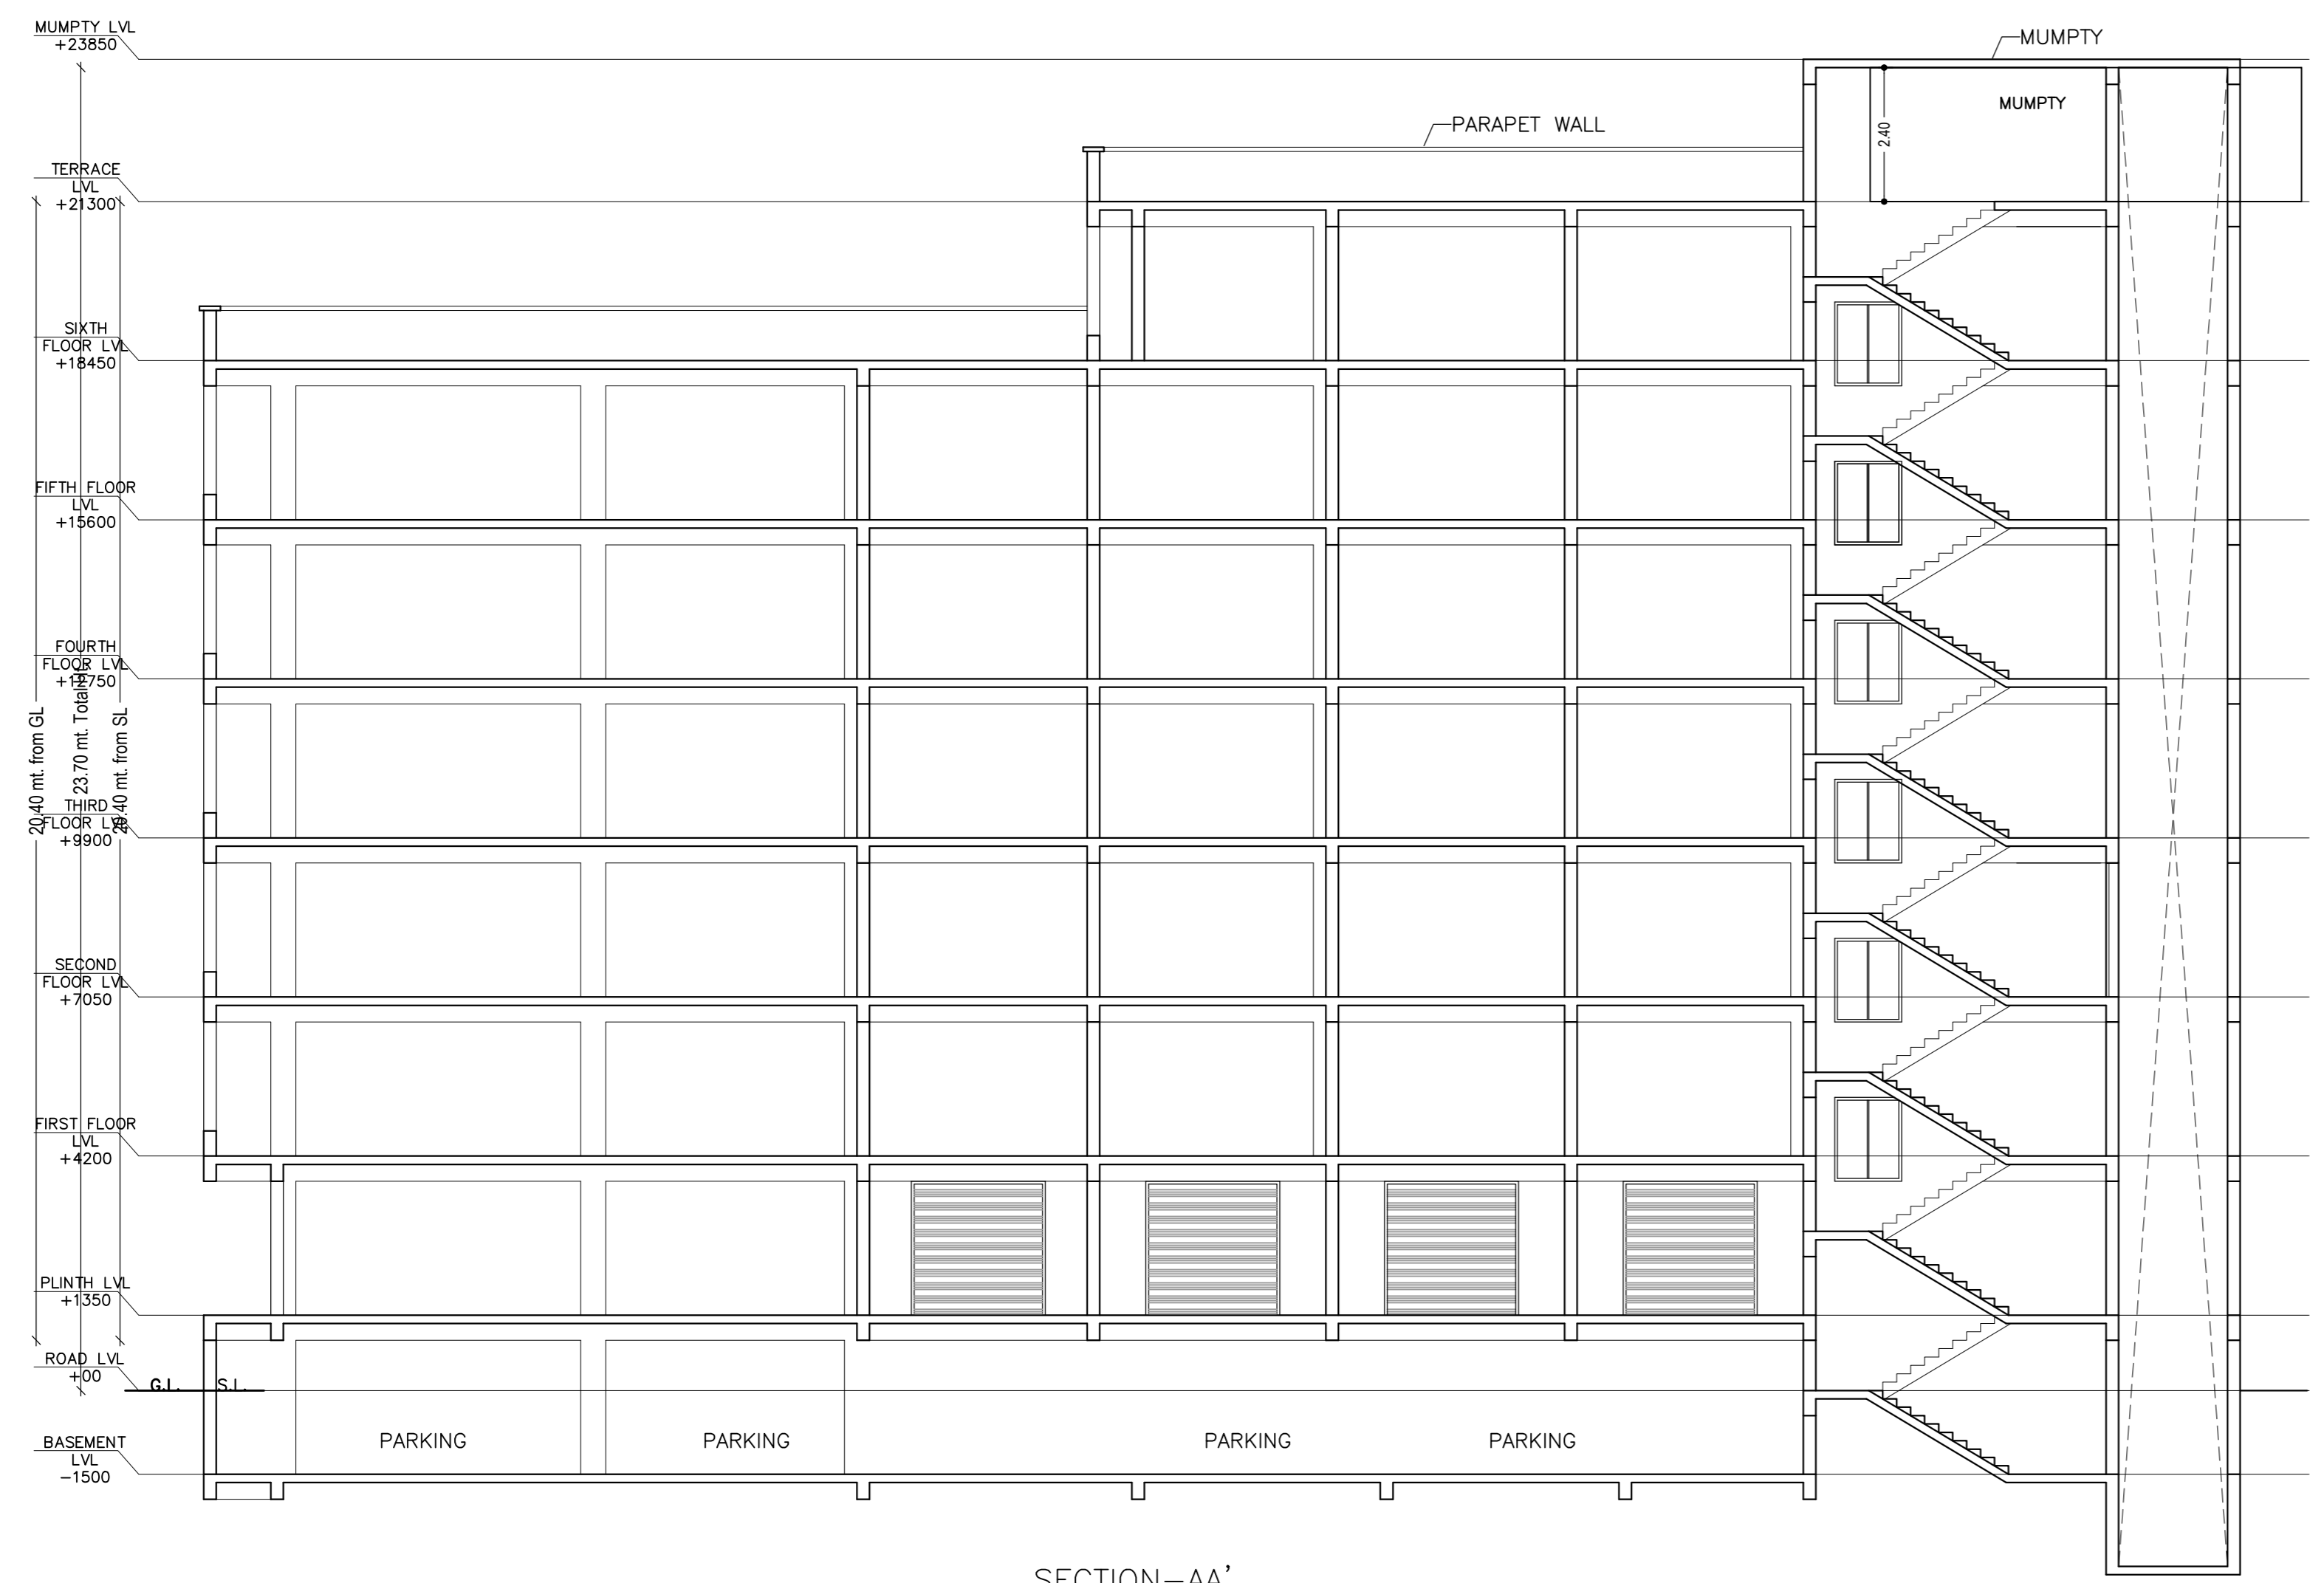 MUMPTY LVL
+23850
MUMPTY
MUMPTY
PARAPET WALL
2.40
TERRACE
LVL
+21300
SIXTH
FLOOR LVL
+18450
FIFTH FLOOR
LVL
+15600
FOURTH
FLOOR LVL
+12750
20.40 mt. from GL
23.70 mt. Total Ht.
20.40 mt. from SL
THIRD
FLOOR LVL
+9900
SECOND
FLOOR LVL
+7050
FIRST FLOOR
LVL
+4200
PLINTH LVL
+1350
ROAD LVL
+00
G.L. S.L.
BASEMENT
LVL
-1500
PARKING PARKING PARKING PARKING
SECTION-AA'